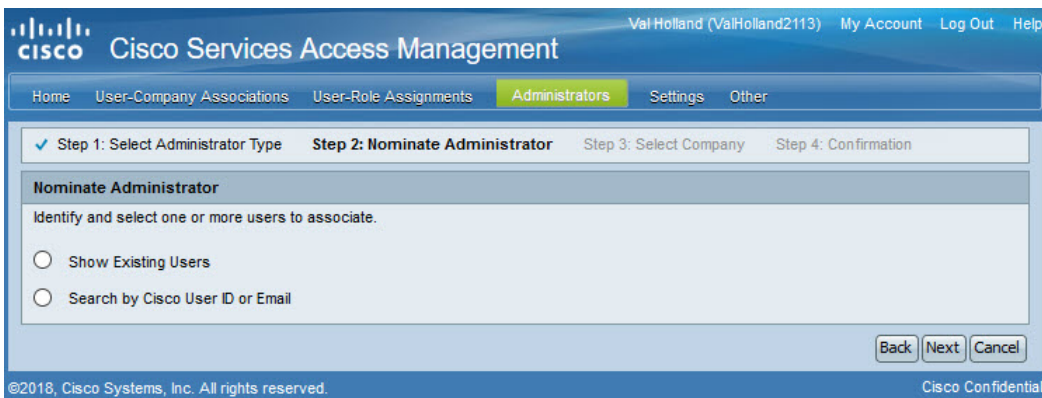 Val Holland (ValHolland2113) My Account Log Out Help
CISCO Cisco Services Access Management
Home User-Company Associations User-Role Assignments Administrators Settings Other
✓ Step 1: Select Administrator Type Step 2: Nominate Administrator Step 3: Select Company Step 4: Confirmation
Nominate Administrator
Identify and select one or more users to associate.
Show Existing Users
Search by Cisco User ID or Email
Back Next Cancel
©2018, Cisco Systems, Inc. All rights reserved. Cisco Confidential